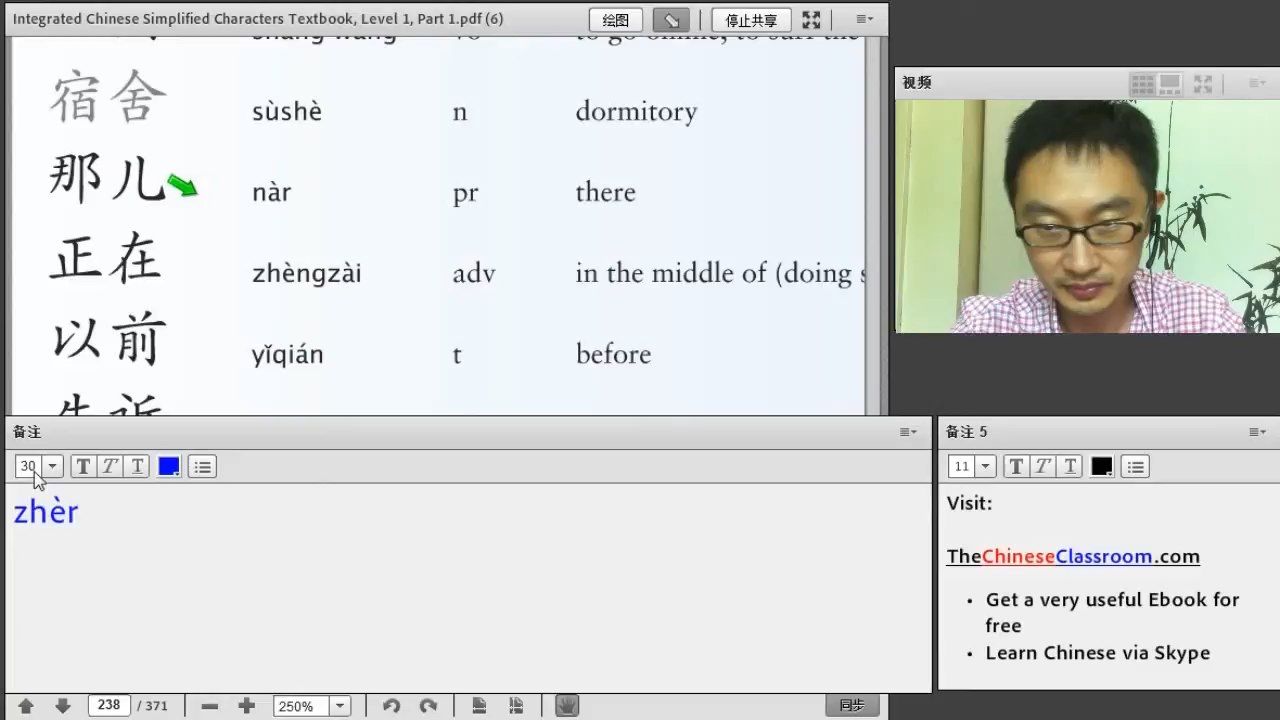 Integrated Chinese Simplified Characters Textbook, Level 1, Part 1.pdf (6)
绘图
停止共享
宿舍 sùshè n dormitory
那儿 nàr pr there
正在 zhèngzài adv in the middle of (doing s
以前 yǐqián t before
告诉
视频
备注
30 T T T
zhèr
备注 5
11 T T T
Visit:
TheChineseClassroom.com
• Get a very useful Ebook for
free
• Learn Chinese via Skype
238 / 371 250% 同步